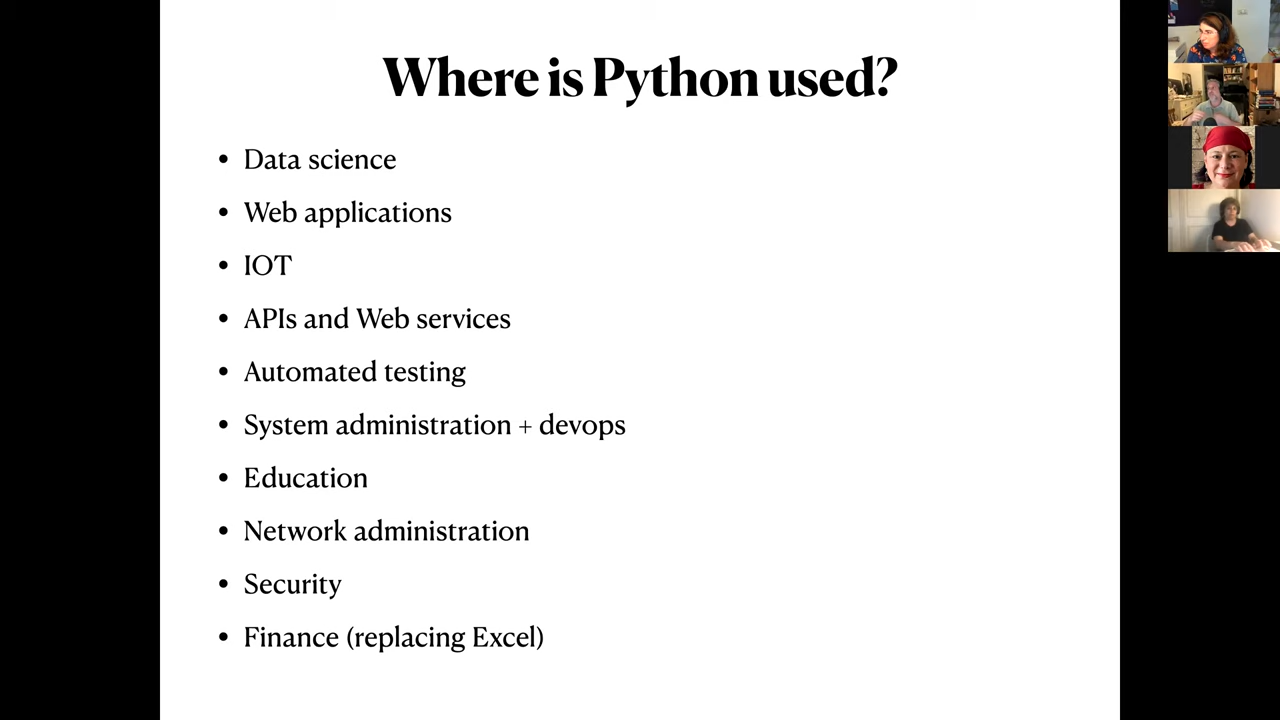 Where is Python used?
• Data science
• Web applications
• IOT
• APIs and Web services
• Automated testing
• System administration + devops
• Education
• Network administration
• Security
• Finance (replacing Excel)